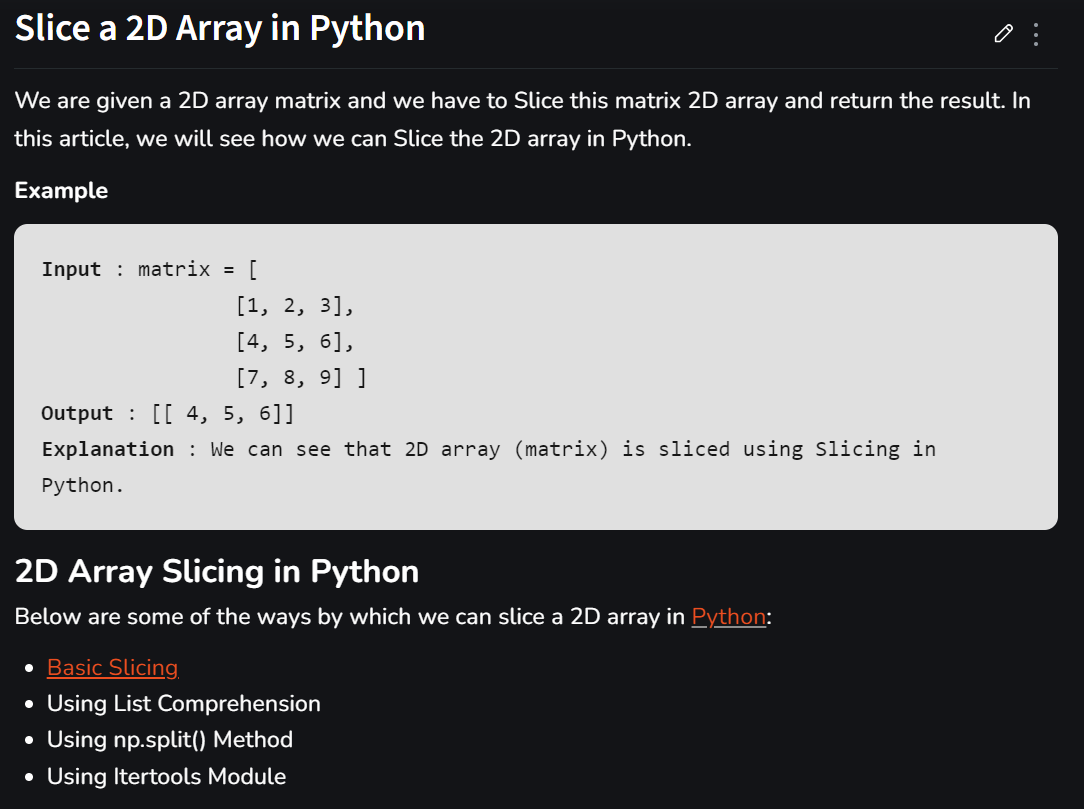 Slice a 2D Array in Python
We are given a 2D array matrix and we have to Slice this matrix 2D array and return the result. In
this article, we will see how we can Slice the 2D array in Python.
Example
Input : matrix = [
[1, 2, 3],
[4, 5, 6],
[7, 8, 9] ]
Output : [[ 4, 5, 6]]
Explanation : We can see that 2D array (matrix) is sliced using Slicing in
Python.
2D Array Slicing in Python
Below are some of the ways by which we can slice a 2D array in Python:
• Basic Slicing
• Using List Comprehension
• Using np.split() Method
• Using Itertools Module